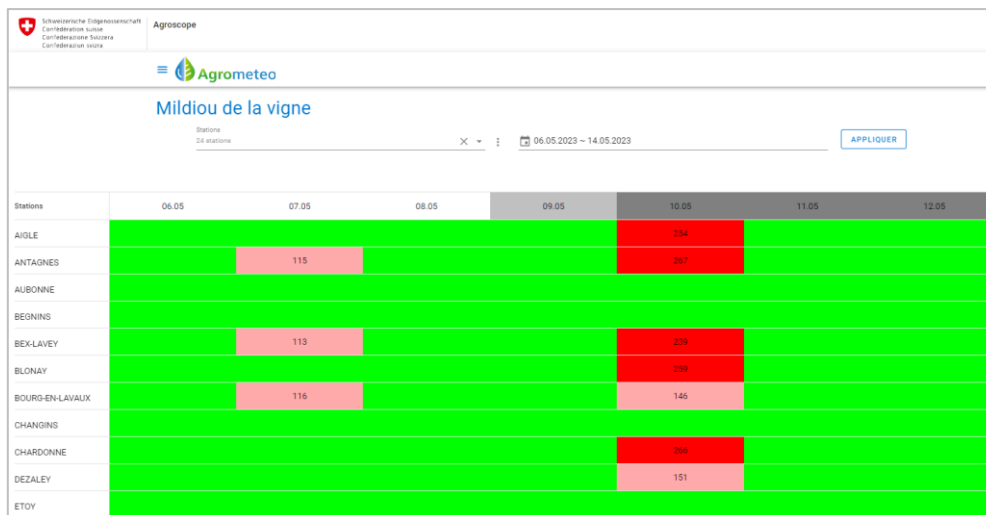 Schweizerische Eidgenossenschaft
Confédération suisse
Confederazione Svizzera
Confederaziun svizra
Agroscope
Agrometeo
Mildiou de la vigne
Stations
24 stations
06.05.2023 ~ 14.05.2023
APPLIQUER
Stations 06.05 07.05 08.05 09.05 10.05 11.05 12.05
AIGLE 254
ANTAGNES 115 267
AUBONNE
BEGNINS
BEX-LAVEY 113 239
BLONAY 259
BOURG-EN-LAVAUX 116 146
CHANGINS
CHARDONNE 266
DEZALEY 151
ETOY